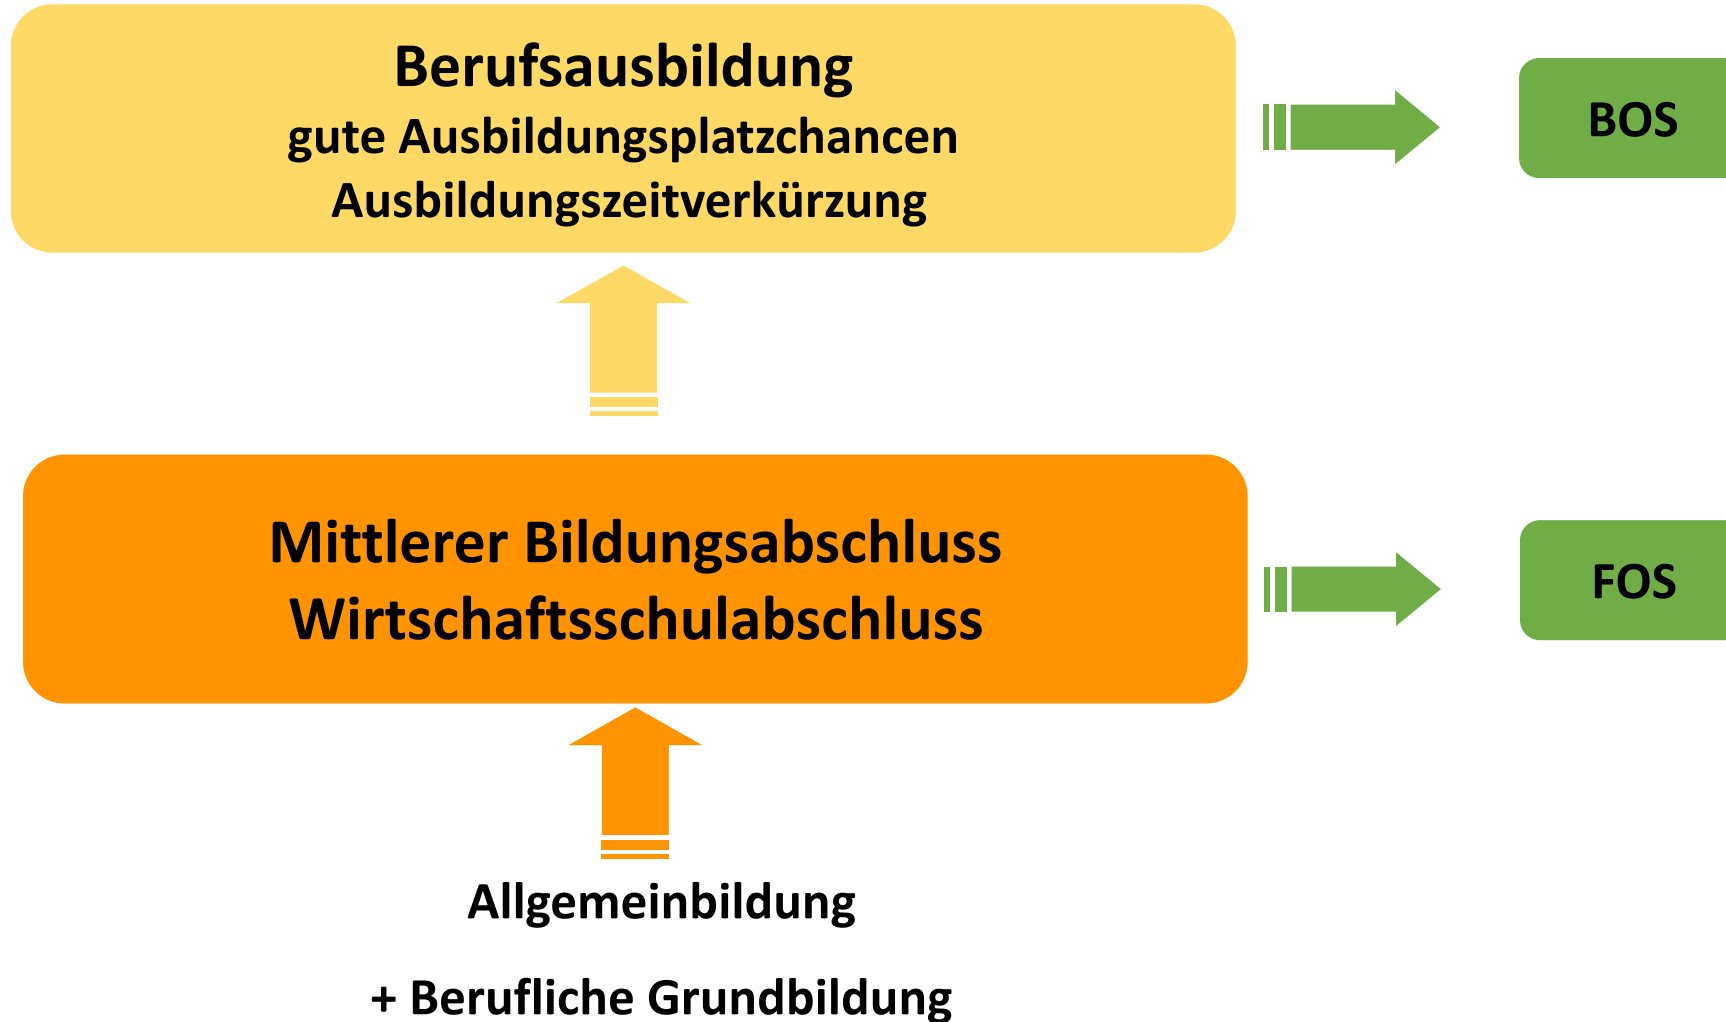 Berufsausbildung
gute Ausbildungsplatzchancen
Ausbildungszeitverkürzung
BOS
Mittlerer Bildungsabschluss
Wirtschaftsschulabschluss
FOS
Allgemeinbildung
+ Berufliche Grundbildung